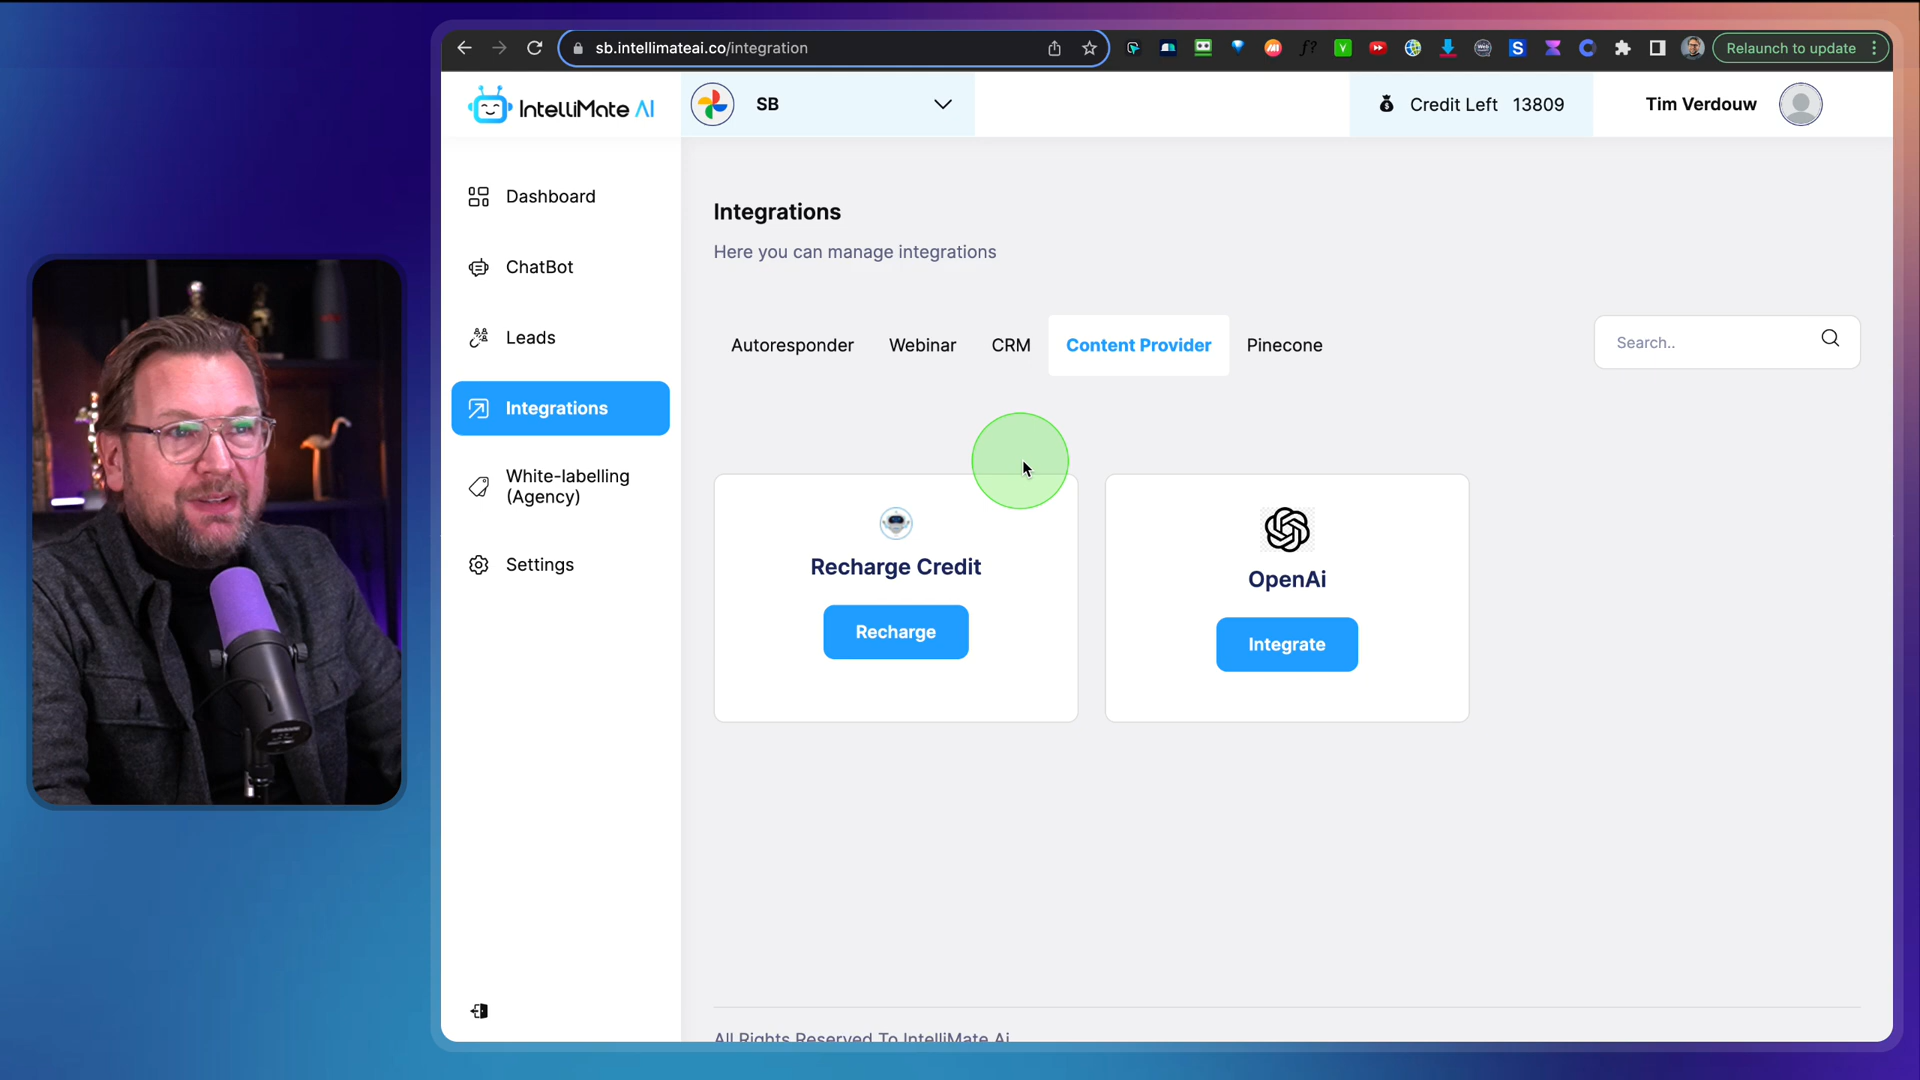 sb.intellimateai.co/integration
Relaunch to update
IntelliMate AI
SB
Credit Left 13809
Tim Verdouw
Dashboard
ChatBot
Leads
Integrations
White-labelling
(Agency)
Settings
Integrations
Here you can manage integrations
Autoresponder
Webinar
CRM
Content Provider
Pinecone
Search..
Recharge Credit
Recharge
OpenAi
Integrate
All Rights Reserved To IntelliMate Ai